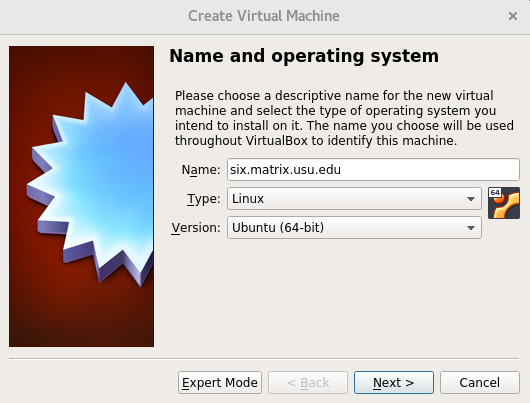 Create Virtual Machine
×
Name and operating system
Please choose a descriptive name for the new virtual
machine and select the type of operating system you
intend to install on it. The name you choose will be used
throughout VirtualBox to identify this machine.
Name: six.matrix.usu.edu
Type: Linux
64
Version: Ubuntu (64-bit)
Expert Mode < Back Next > Cancel